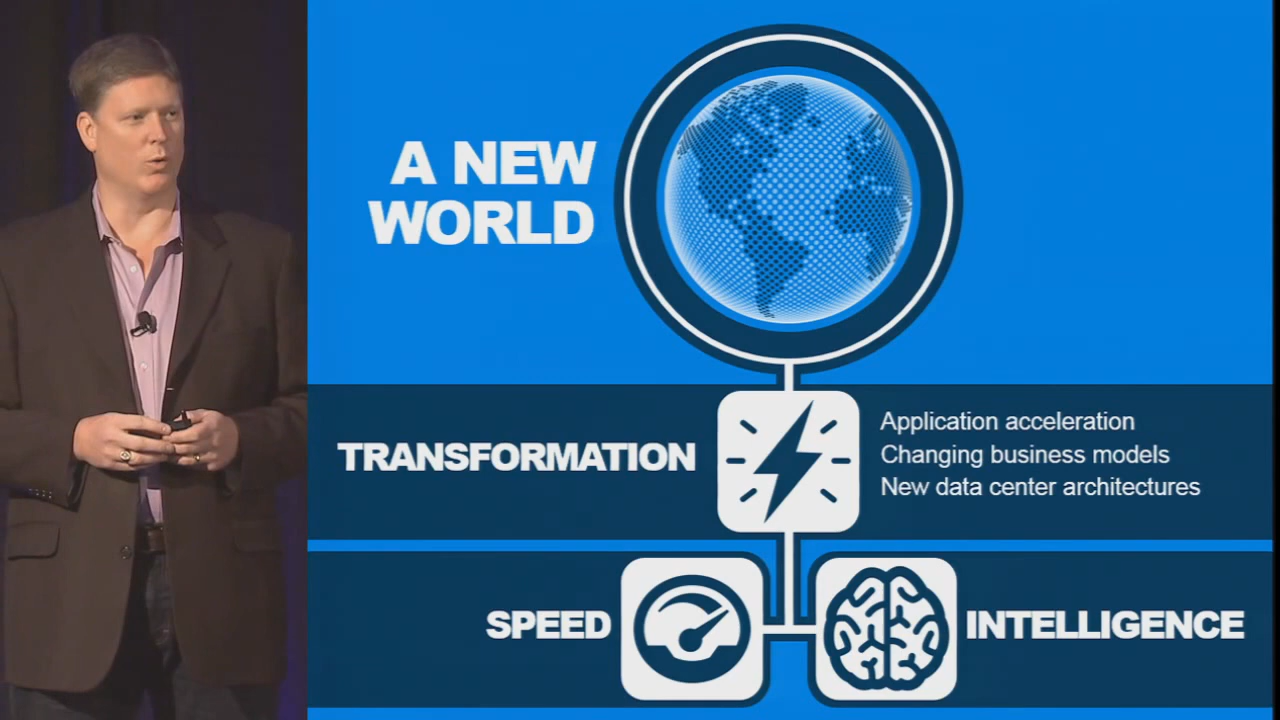 A NEW
WORLD
TRANSFORMATION
Application acceleration
Changing business models
New data center architectures
SPEED
INTELLIGENCE